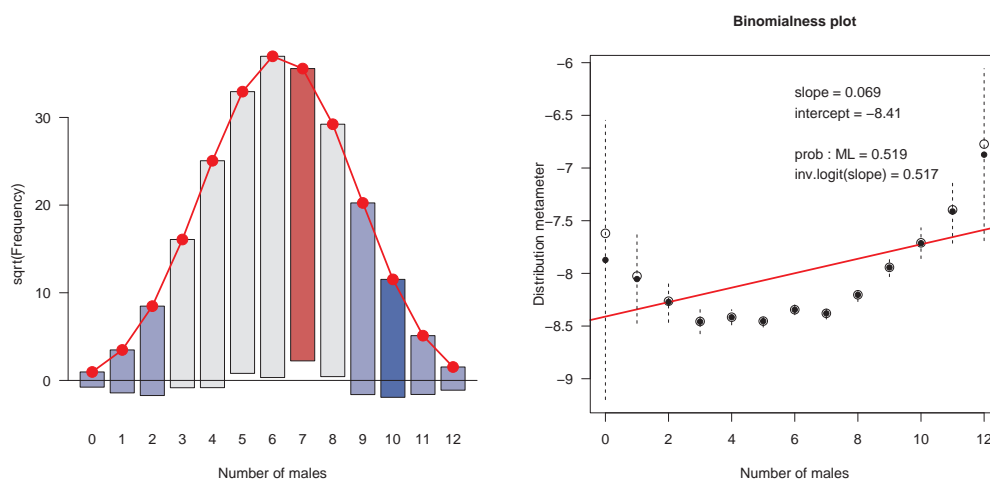 sqrt(Frequency)
30
20
10
0
0 1 2 3 4 5 6 7 8 9 10 11 12
Number of males
Binomialness plot
Distribution metameter
−6
−6.5
−7
−7.5
−8
−8.5
−9
slope = 0.069
intercept = −8.41
prob : ML = 0.519
inv.logit(slope) = 0.517
0 2 4 6 8 10 12
Number of males